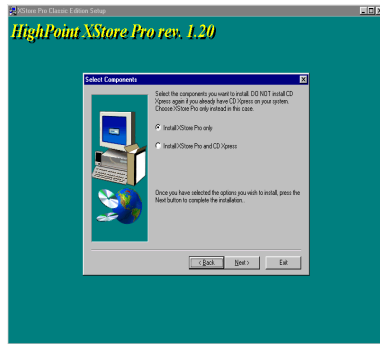 XStore Pro Classic Edition Setup
HighPoint XStore Pro rev. 1.20
Select Components
Select the components you want to install. DO NOT install CD
Xpress again if you already have CD Xpress on your system.
Choose XStore Pro only instead in this case.
Install XStore Pro only
Install XStore Pro and CD Xpress
Once you have selected the options you wish to install, press the
Next button to complete the installation..
< Back
Next >
Exit